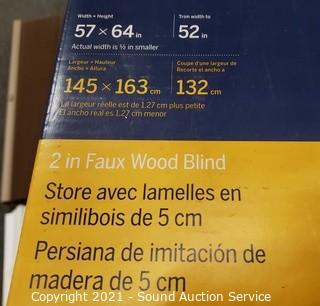 Width × Height
Trim width to
57 × 64 in
52 in
Actual width is ½ in smaller
Largeur × Hauteur
Ancho × Altura
Coupe d'une largeur de
Recorte el ancho a
145 × 163 cm
132 cm
La largeur réelle est de 1.27 cm plus petite
El ancho real es 1.27 cm menor
2 in Faux Wood Blind
Store avec lamelles en
similibois de 5 cm
Persiana de imitación de
madera de 5 cm
Copyright 2021 - Sound Auction Service